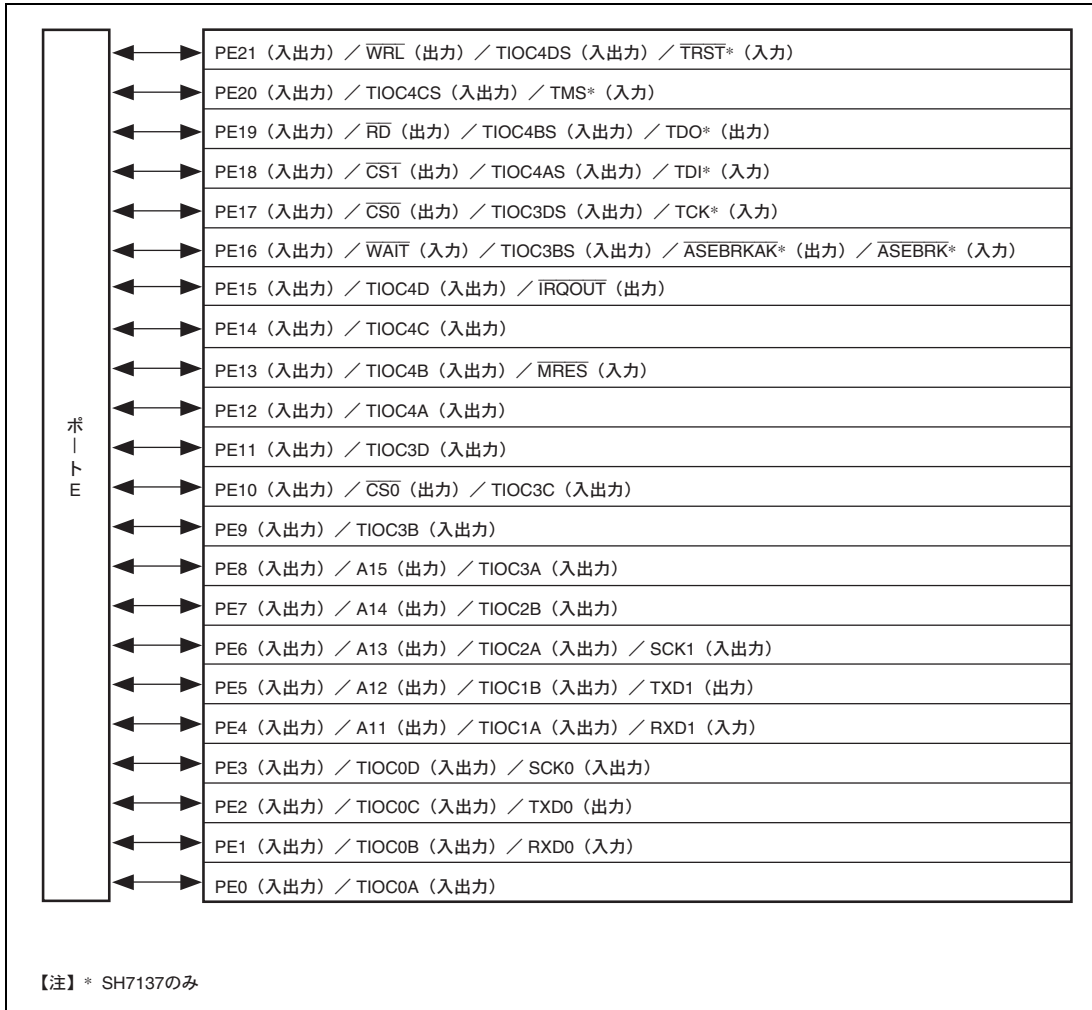 PE21（入出力）／W̅R̅L̅（出力）／TIOC4DS（入出力）／T̅R̅S̅T̅*（入力）
PE20（入出力）／TIOC4CS（入出力）／TMS*（入力）
PE19（入出力）／R̅D̅（出力）／TIOC4BS（入出力）／TDO*（出力）
PE18（入出力）／C̅S̅1̅（出力）／TIOC4AS（入出力）／TDI*（入力）
PE17（入出力）／C̅S̅0̅（出力）／TIOC3DS（入出力）／TCK*（入力）
PE16（入出力）／W̅A̅I̅T̅（入力）／TIOC3BS（入出力）／A̅S̅E̅B̅R̅K̅A̅K̅*（出力）／A̅S̅E̅B̅R̅K̅*（入力）
PE15（入出力）／TIOC4D（入出力）／I̅R̅Q̅O̅U̅T̅（出力）
PE14（入出力）／TIOC4C（入出力）
PE13（入出力）／TIOC4B（入出力）／M̅R̅E̅S̅（入力）
PE12（入出力）／TIOC4A（入出力）
PE11（入出力）／TIOC3D（入出力）
ポートE
PE10（入出力）／C̅S̅0̅（出力）／TIOC3C（入出力）
PE9（入出力）／TIOC3B（入出力）
PE8（入出力）／A15（出力）／TIOC3A（入出力）
PE7（入出力）／A14（出力）／TIOC2B（入出力）
PE6（入出力）／A13（出力）／TIOC2A（入出力）／SCK1（入出力）
PE5（入出力）／A12（出力）／TIOC1B（入出力）／TXD1（出力）
PE4（入出力）／A11（出力）／TIOC1A（入出力）／RXD1（入力）
PE3（入出力）／TIOC0D（入出力）／SCK0（入出力）
PE2（入出力）／TIOC0C（入出力）／TXD0（出力）
PE1（入出力）／TIOC0B（入出力）／RXD0（入力）
PE0（入出力）／TIOC0A（入出力）
【注】* SH7137のみ